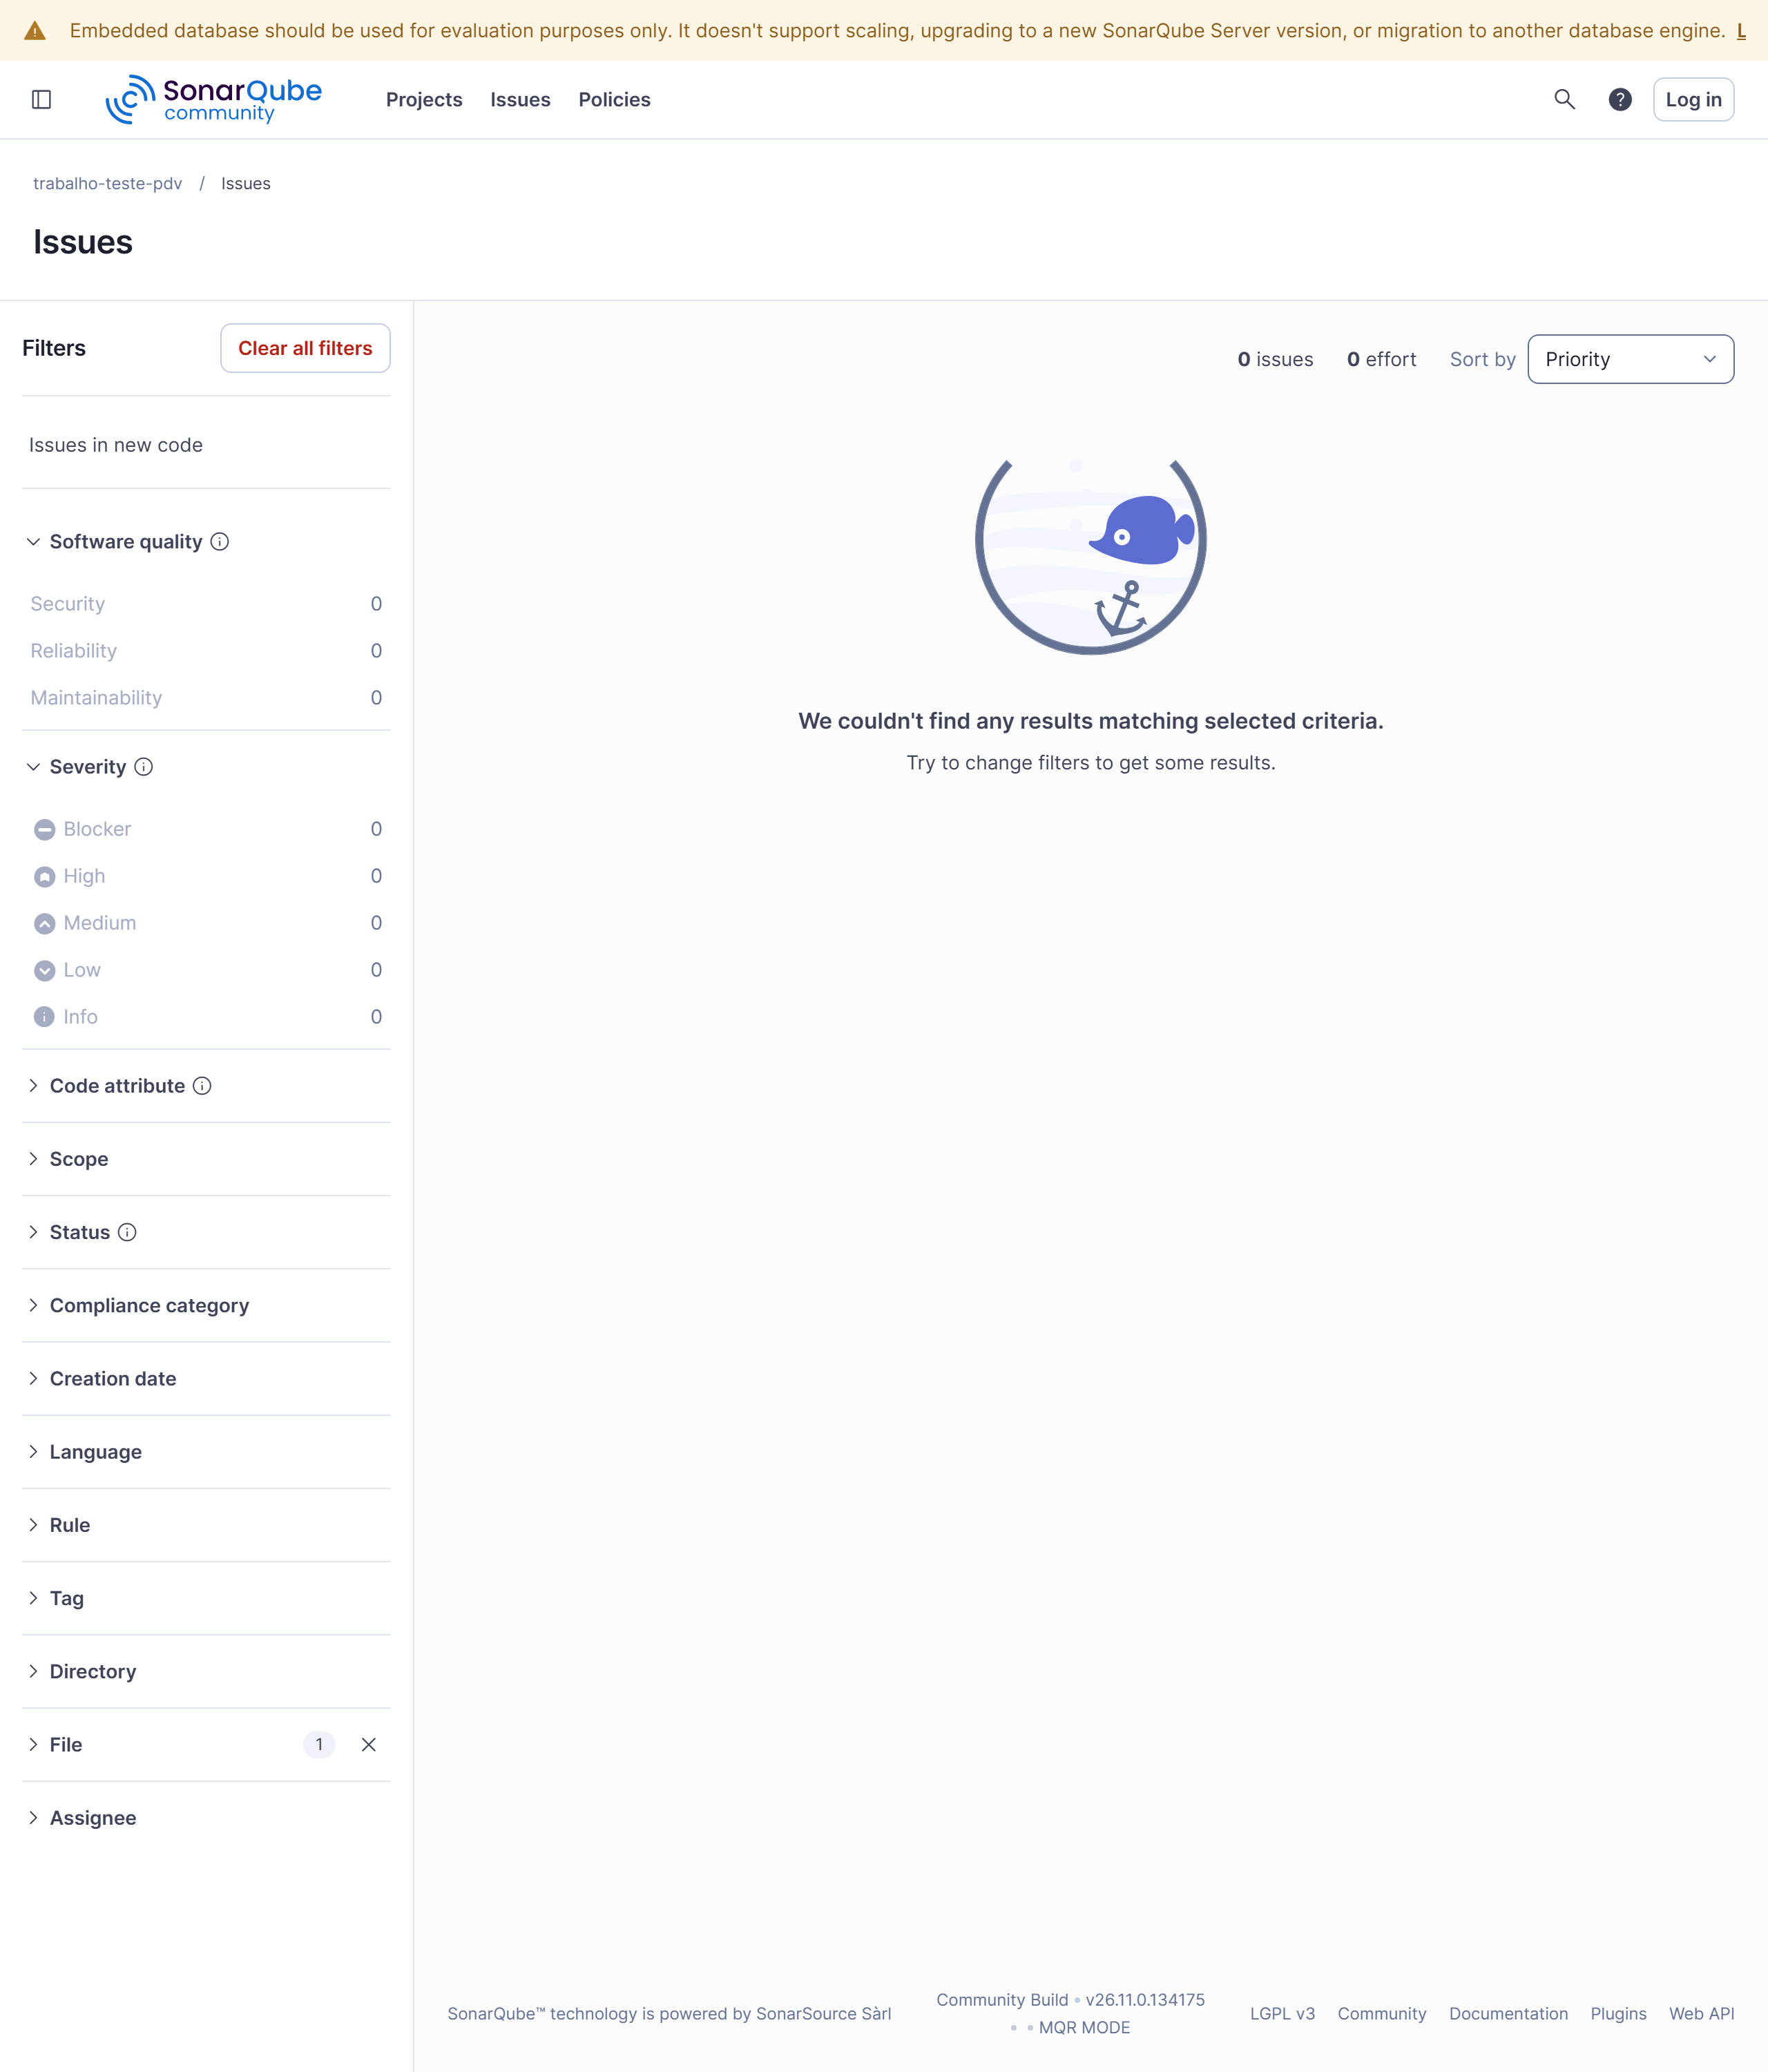 Embedded database should be used for evaluation purposes only. It doesn't support scaling, upgrading to a new SonarQube Server version, or migration to another database engine. L
SonarQube community
Projects Issues Policies
? Log in
trabalho-teste-pdv / Issues
Issues
Filters Clear all filters
0 issues 0 effort Sort by Priority
Issues in new code
Software quality
Security 0
Reliability 0
Maintainability 0
We couldn't find any results matching selected criteria.
Try to change filters to get some results.
Severity
Blocker 0
High 0
Medium 0
Low 0
Info 0
Code attribute
Scope
Status
Compliance category
Creation date
Language
Rule
Tag
Directory
File 1
Assignee
SonarQube™ technology is powered by SonarSource Sàrl
Community Build • v26.11.0.134175
• • MQR MODE
LGPL v3 Community Documentation Plugins Web API